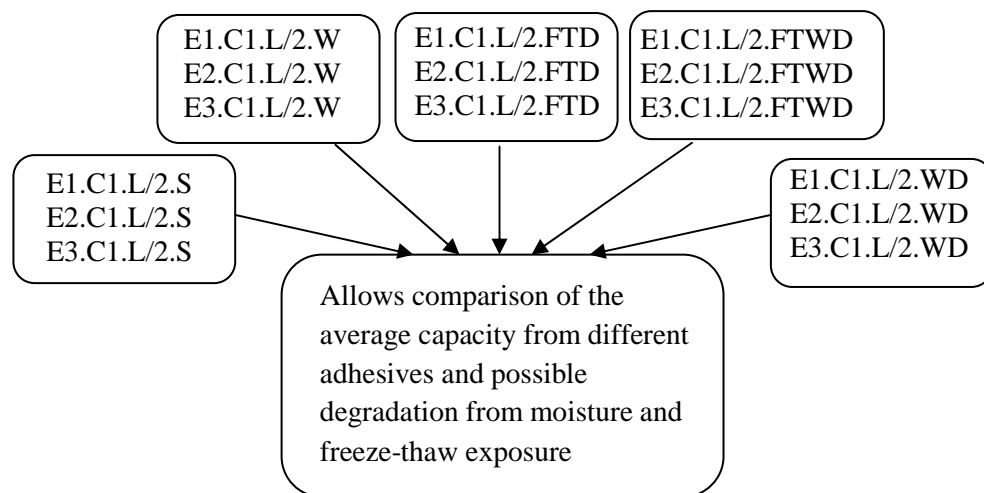 E1.C1.L/2.W
E2.C1.L/2.W
E3.C1.L/2.W
E1.C1.L/2.FTD
E2.C1.L/2.FTD
E3.C1.L/2.FTD
E1.C1.L/2.FTWD
E2.C1.L/2.FTWD
E3.C1.L/2.FTWD
E1.C1.L/2.S
E2.C1.L/2.S
E3.C1.L/2.S
E1.C1.L/2.WD
E2.C1.L/2.WD
E3.C1.L/2.WD
Allows comparison of the
average capacity from different
adhesives and possible
degradation from moisture and
freeze-thaw exposure